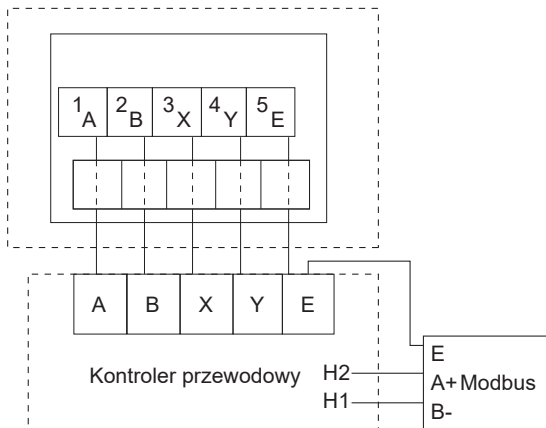 1A 2B 3X 4Y 5E
A B X Y E
Kontroler przewodowy
H2
H1
E
A+ Modbus
B-